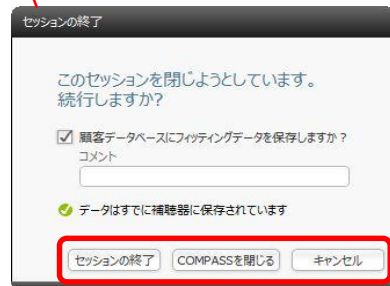 セッションの終了
このセッションを閉じようとしています。
続行しますか?
顧客データベースにフィッティングデータを保存しますか？
コメント
データはすでに補聴器に保存されています
セッションの終了 COMPASSを閉じる キャンセル